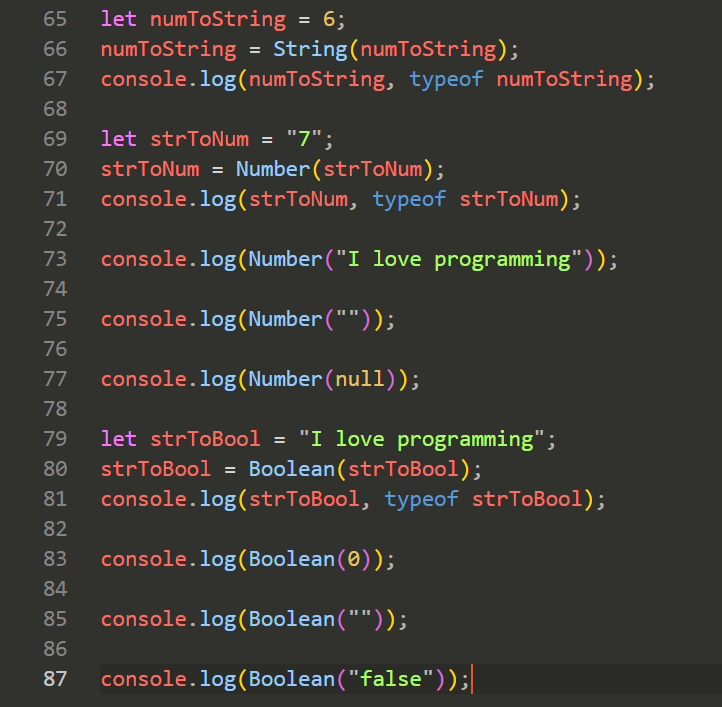 65 let numToString = 6;
66 numToString = String(numToString);
67 console.log(numToString, typeof numToString);
68
69 let strToNum = "7";
70 strToNum = Number(strToNum);
71 console.log(strToNum, typeof strToNum);
72
73 console.log(Number("I love programming"));
74
75 console.log(Number(""));
76
77 console.log(Number(null));
78
79 let strToBool = "I love programming";
80 strToBool = Boolean(strToBool);
81 console.log(strToBool, typeof strToBool);
82
83 console.log(Boolean(0));
84
85 console.log(Boolean(""));
86
87 console.log(Boolean("false"));